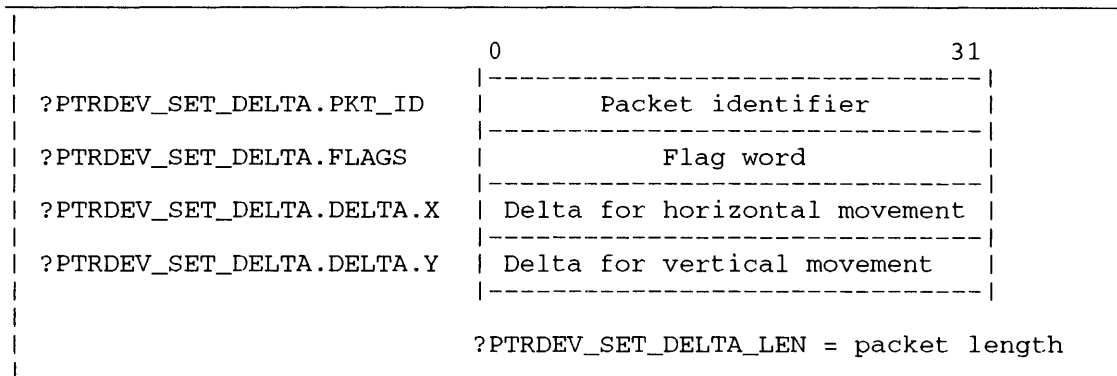 0 31
?PTRDEV_SET_DELTA.PKT_ID Packet identifier
?PTRDEV_SET_DELTA.FLAGS Flag word
?PTRDEV_SET_DELTA.DELTA.X Delta for horizontal movement
?PTRDEV_SET_DELTA.DELTA.Y Delta for vertical movement
?PTRDEV_SET_DELTA_LEN = packet length